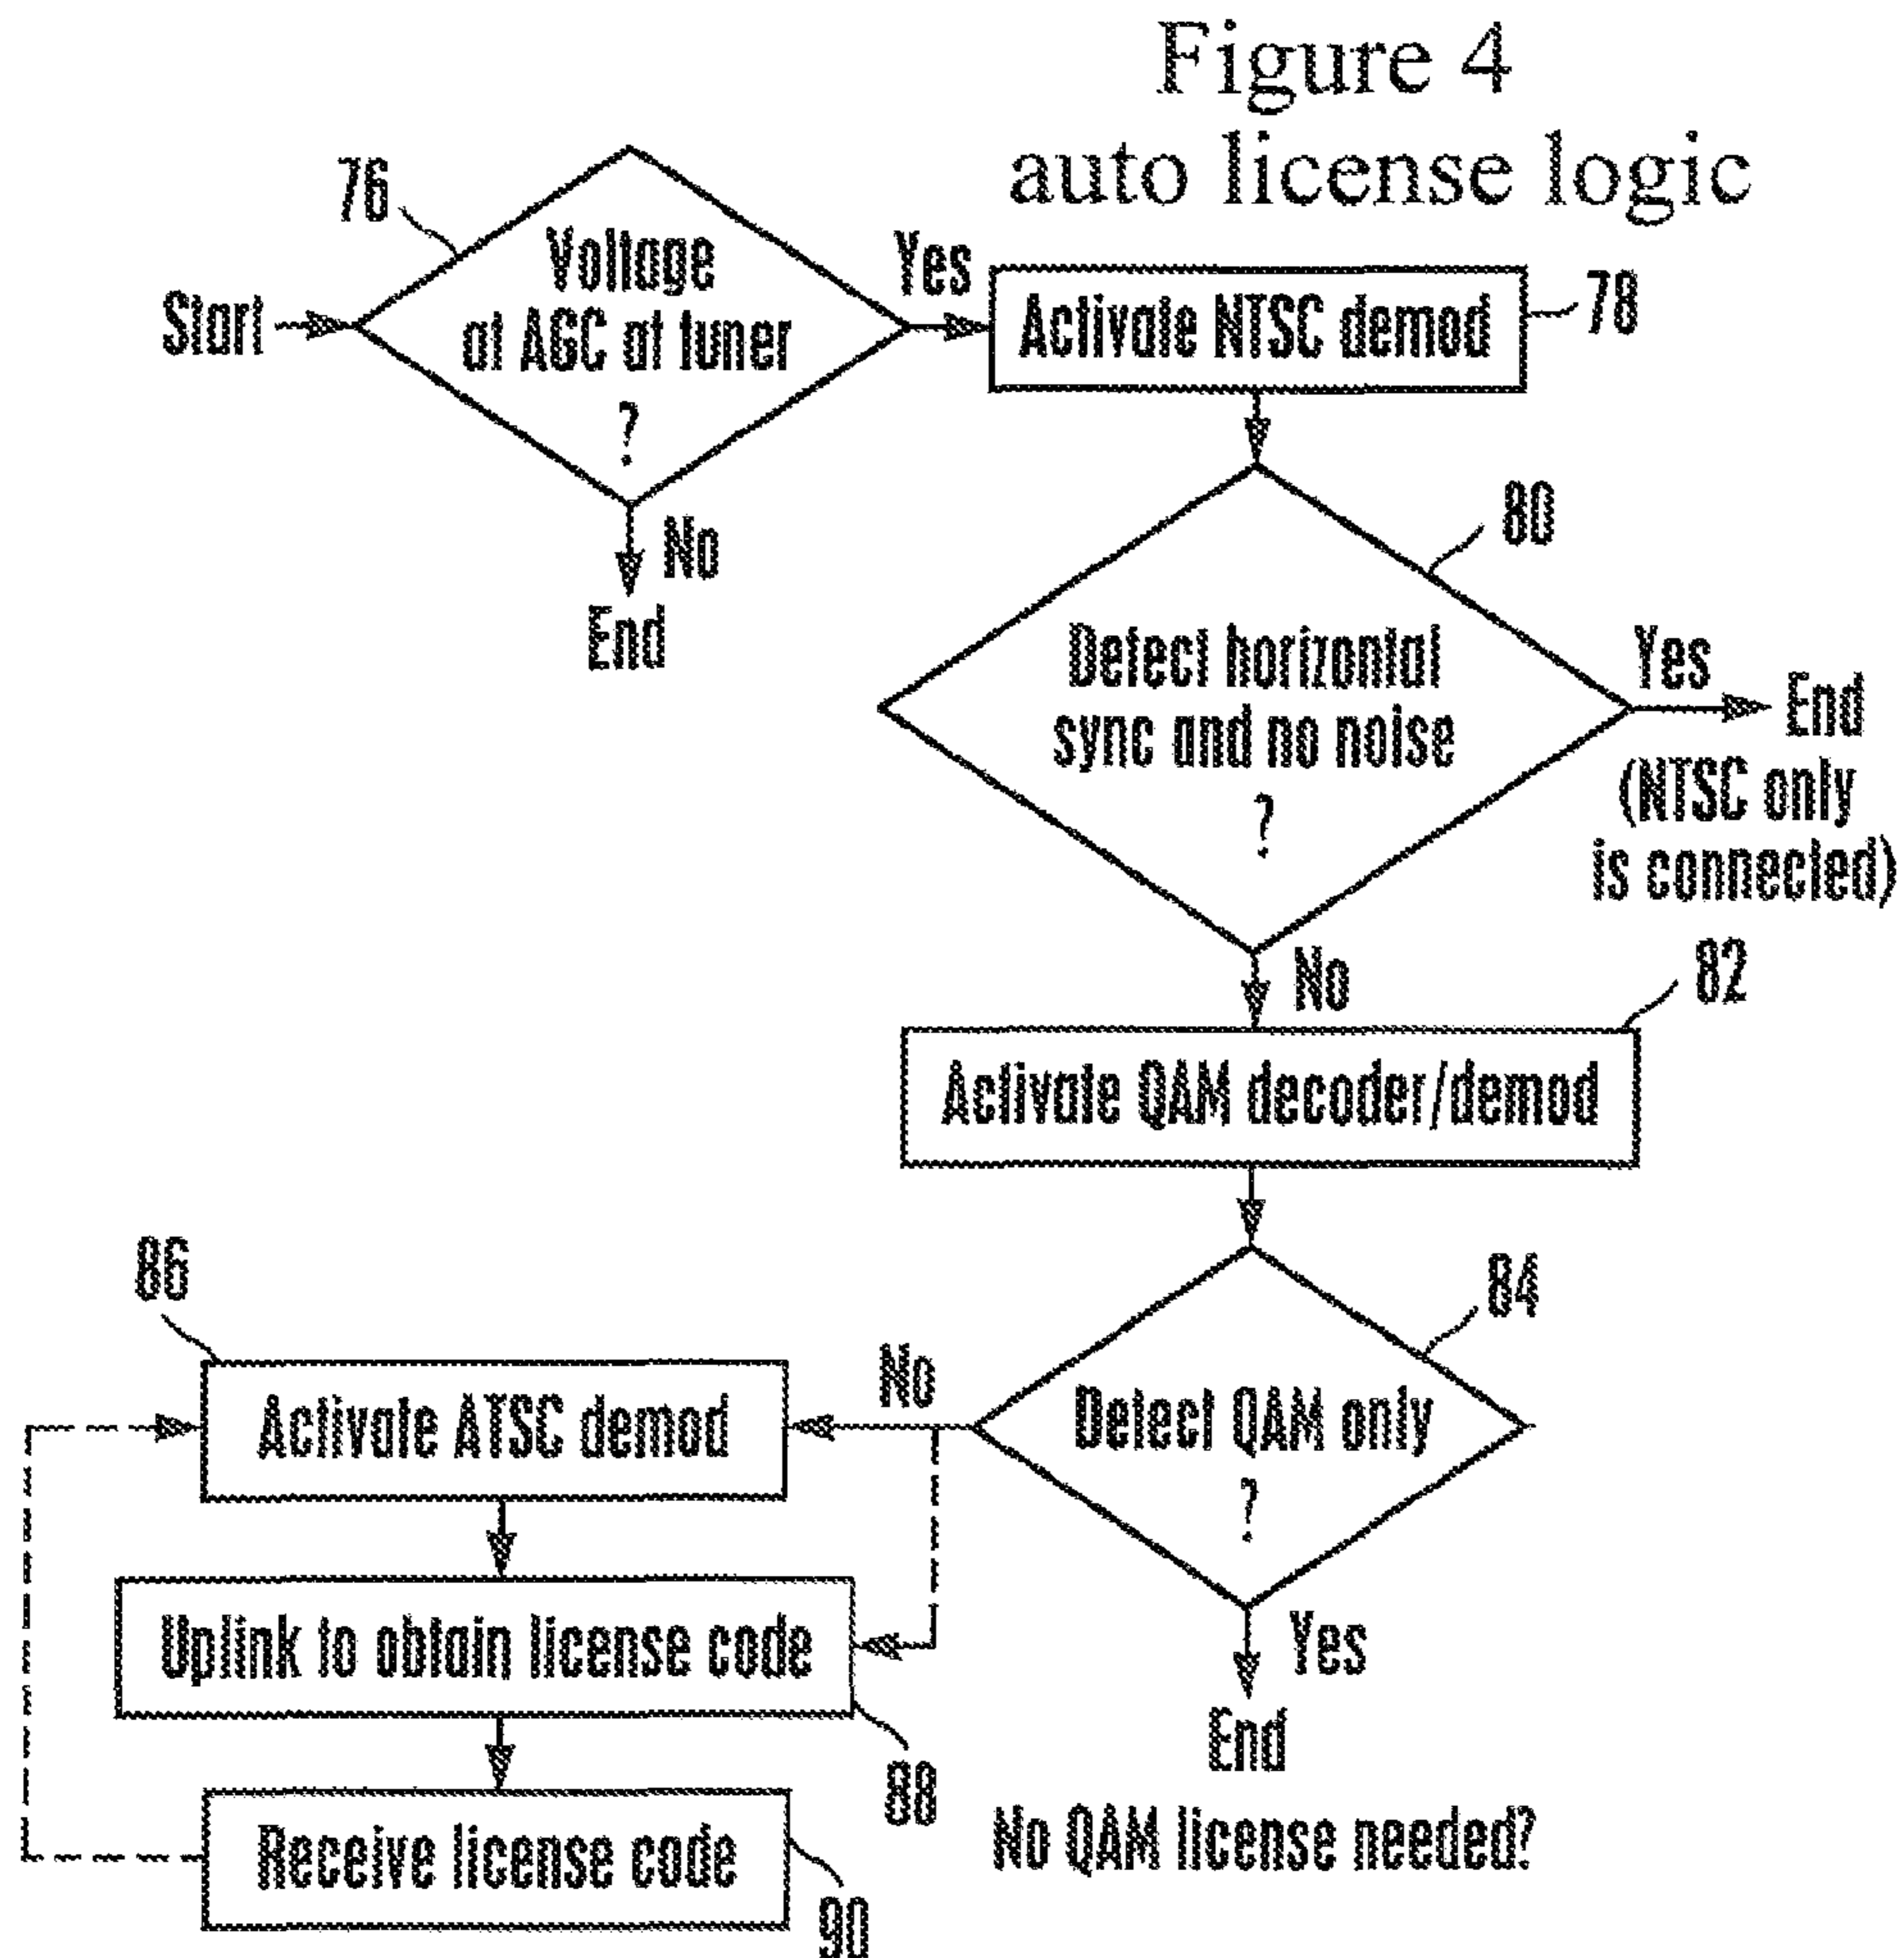 Figure 4
auto license logic
76
Start
Voltage
at AGC at tuner
?
Yes
Activate NTSC demod
78
No
End
80
Detect horizontal
sync and no noise
?
Yes
End
(NTSC only
is connected)
No
82
Activate QAM decoder/demod
84
Detect QAM only
?
No
86
Activate ATSC demod
Uplink to obtain license code
88
Receive license code
90
Yes
End
No QAM license needed?